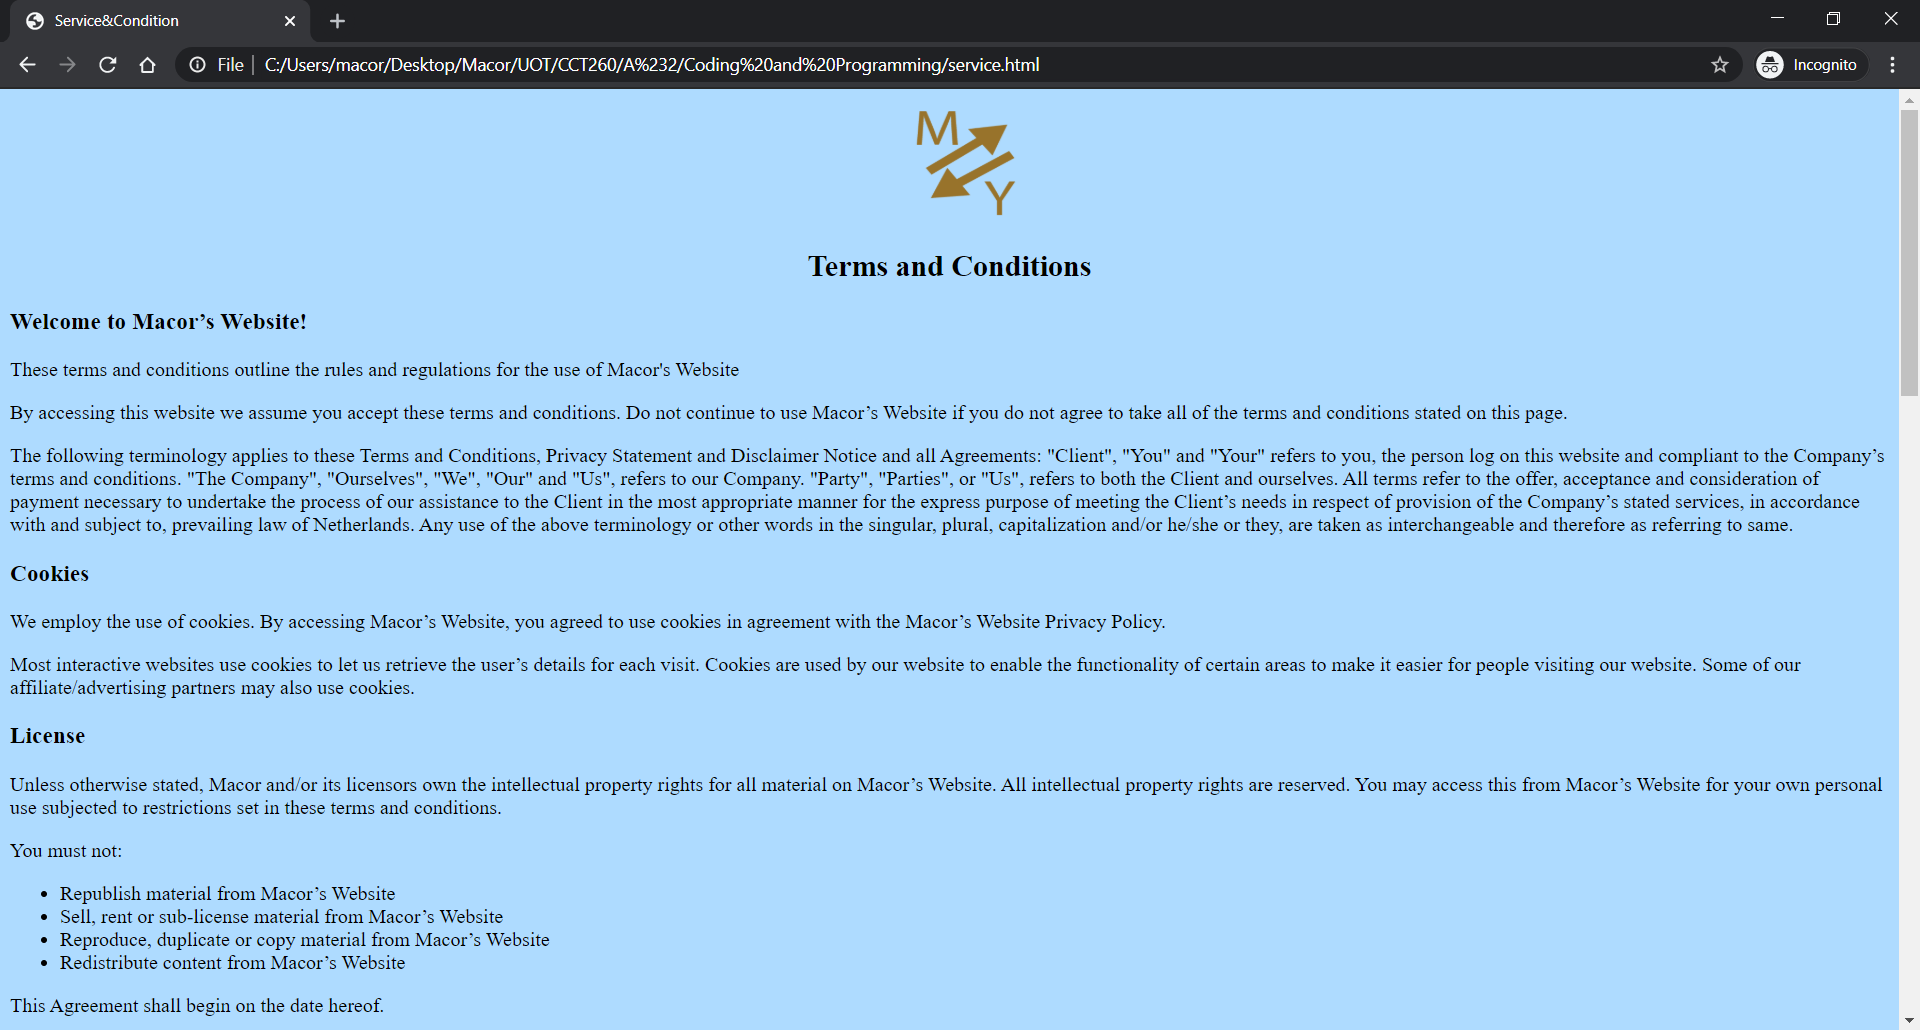 Service&Condition
File
C:/Users/macor/Desktop/Macor/UOT/CCT260/A%232/Coding%20and%20Programming/service.html
Incognito
M
Y
Terms and Conditions
Welcome to Macor’s Website!
These terms and conditions outline the rules and regulations for the use of Macor's Website
By accessing this website we assume you accept these terms and conditions. Do not continue to use Macor’s Website if you do not agree to take all of the terms and conditions stated on this page.
The following terminology applies to these Terms and Conditions, Privacy Statement and Disclaimer Notice and all Agreements: "Client", "You" and "Your" refers to you, the person log on this website and compliant to the Company’s
terms and conditions. "The Company", "Ourselves", "We", "Our" and "Us", refers to our Company. "Party", "Parties", or "Us", refers to both the Client and ourselves. All terms refer to the offer, acceptance and consideration of
payment necessary to undertake the process of our assistance to the Client in the most appropriate manner for the express purpose of meeting the Client’s needs in respect of provision of the Company’s stated services, in accordance
with and subject to, prevailing law of Netherlands. Any use of the above terminology or other words in the singular, plural, capitalization and/or he/she or they, are taken as interchangeable and therefore as referring to same.
Cookies
We employ the use of cookies. By accessing Macor’s Website, you agreed to use cookies in agreement with the Macor’s Website Privacy Policy.
Most interactive websites use cookies to let us retrieve the user’s details for each visit. Cookies are used by our website to enable the functionality of certain areas to make it easier for people visiting our website. Some of our
affiliate/advertising partners may also use cookies.
License
Unless otherwise stated, Macor and/or its licensors own the intellectual property rights for all material on Macor’s Website. All intellectual property rights are reserved. You may access this from Macor’s Website for your own personal
use subjected to restrictions set in these terms and conditions.
You must not:
• Republish material from Macor’s Website
• Sell, rent or sub-license material from Macor’s Website
• Reproduce, duplicate or copy material from Macor’s Website
• Redistribute content from Macor’s Website
This Agreement shall begin on the date hereof.